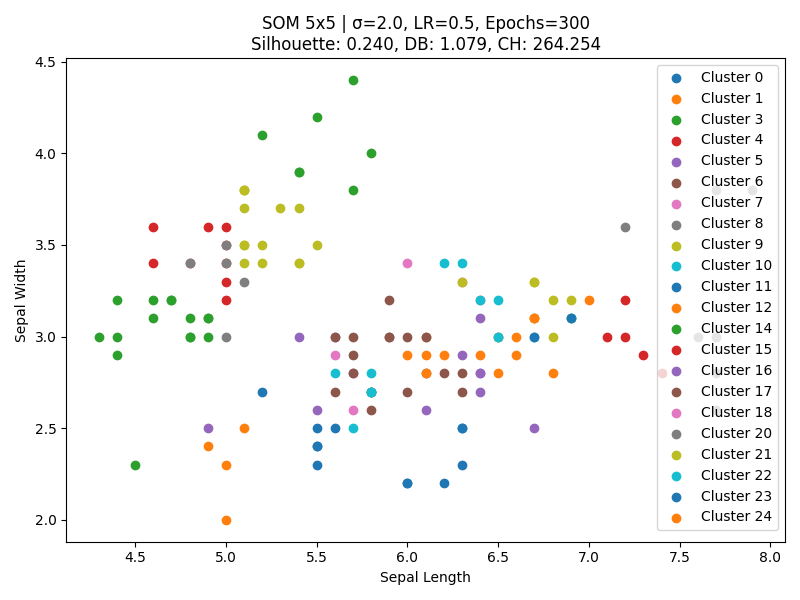 SOM 5x5 | σ=2.0, LR=0.5, Epochs=300
Silhouette: 0.240, DB: 1.079, CH: 264.254
4.5
4.0
3.5
3.0
2.5
2.0
Sepal Width
4.5 5.0 5.5 6.0 6.5 7.0 7.5 8.0
Sepal Length
Cluster 0
Cluster 1
Cluster 3
Cluster 4
Cluster 5
Cluster 6
Cluster 7
Cluster 8
Cluster 9
Cluster 10
Cluster 11
Cluster 12
Cluster 14
Cluster 15
Cluster 16
Cluster 17
Cluster 18
Cluster 20
Cluster 21
Cluster 22
Cluster 23
Cluster 24